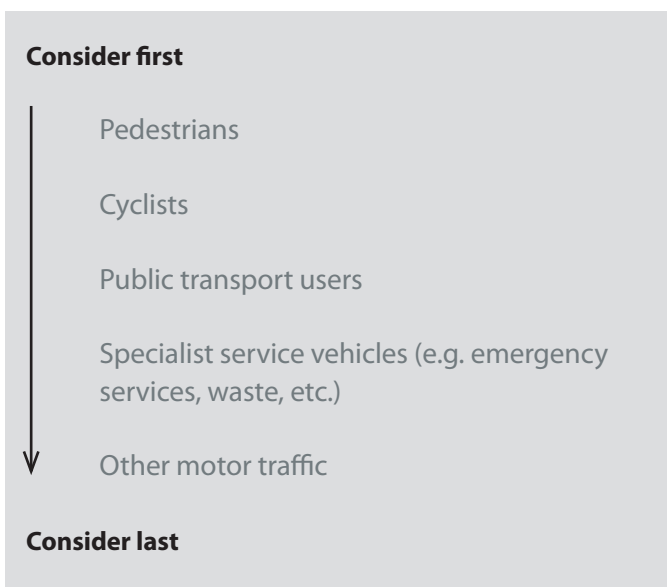 Consider first
Pedestrians
Cyclists
Public transport users
Specialist service vehicles (e.g. emergency
services, waste, etc.)
Other motor traffic
Consider last